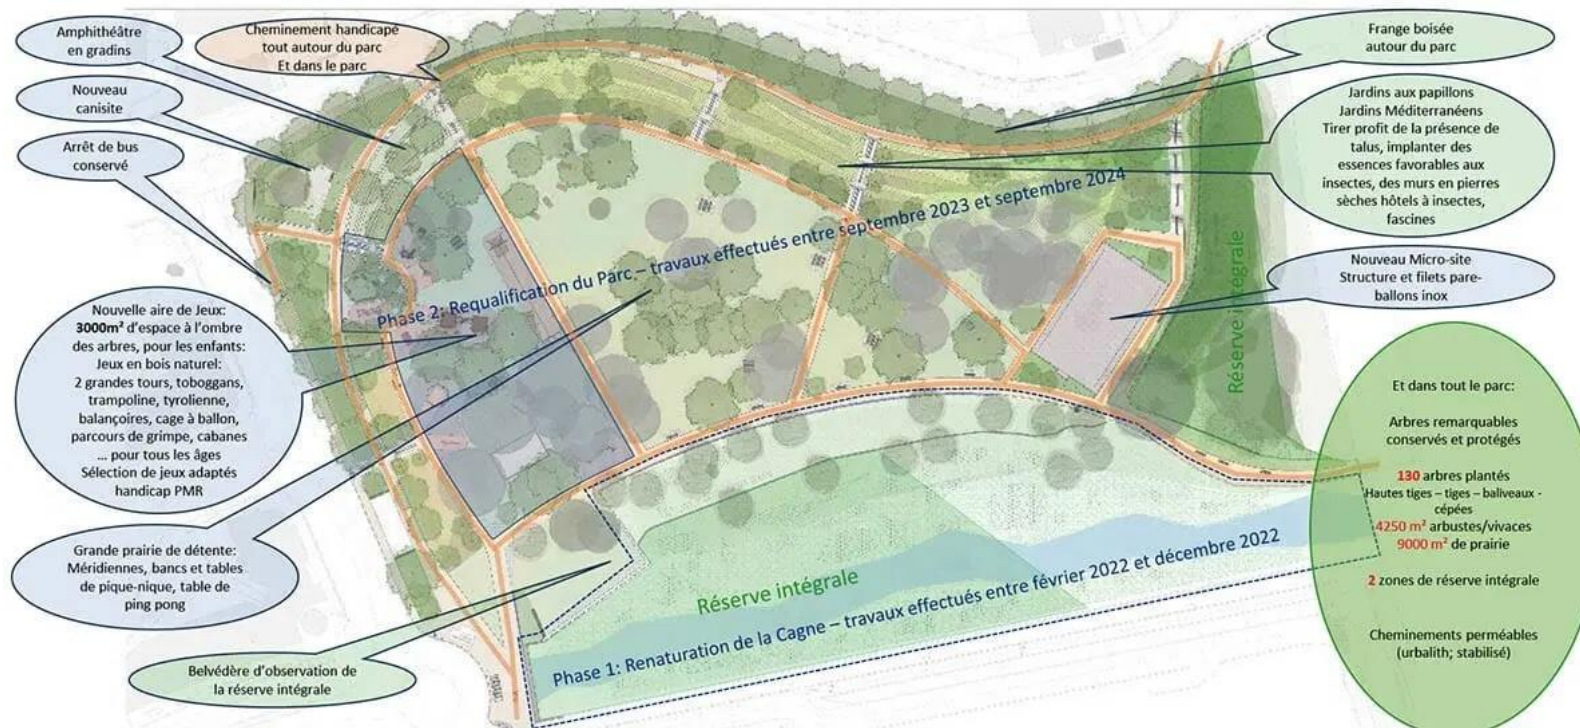 Amphithéâtre
en gradins
Cheminement handicapé
tout autour du parc
Et dans le parc
Nouveau
canisite
Arrêt de bus
conservé
Nouvelle aire de Jeux:
3000m² d'espace à l'ombre
des arbres, pour les enfants:
Jeux en bois naturel:
2 grandes tours, toboggans,
trampoline, tyrolienne,
balançoires, cage à ballon,
parcours de grimpe, cabanes
... pour tous les âges
Sélection de jeux adaptés
handicap PMR
Grande prairie de détente:
Méridiennes, bancs et tables
de pique-nique, table de
ping pong
Belvédère d'observation de
la réserve intégrale
Phase 2: Requalification du Parc – travaux effectués entre septembre 2023 et septembre 2024
Réserve intégrale
Phase 1: Renaturation de la Cagne – travaux effectués entre février 2022 et décembre 2022
Réserve intégrale
Frange boisée
autour du parc
Jardins aux papillons
Jardins Méditerranéens
Tirer profit de la présence de
talus, implanter des
essences favorables aux
insectes, des murs en pierres
sèches hôtels à insectes,
fascines
Nouveau Micro-site
Structure et filets pare-
ballons inox
Et dans tout le parc:
Arbres remarquables
conservés et protégés
130 arbres plantés
Hautes tiges – tiges – baliveaux -
cépées
4250 m² arbustes/vivaces
9000 m² de prairie
2 zones de réserve intégrale
Cheminements perméables
(urbalith; stabilisé)